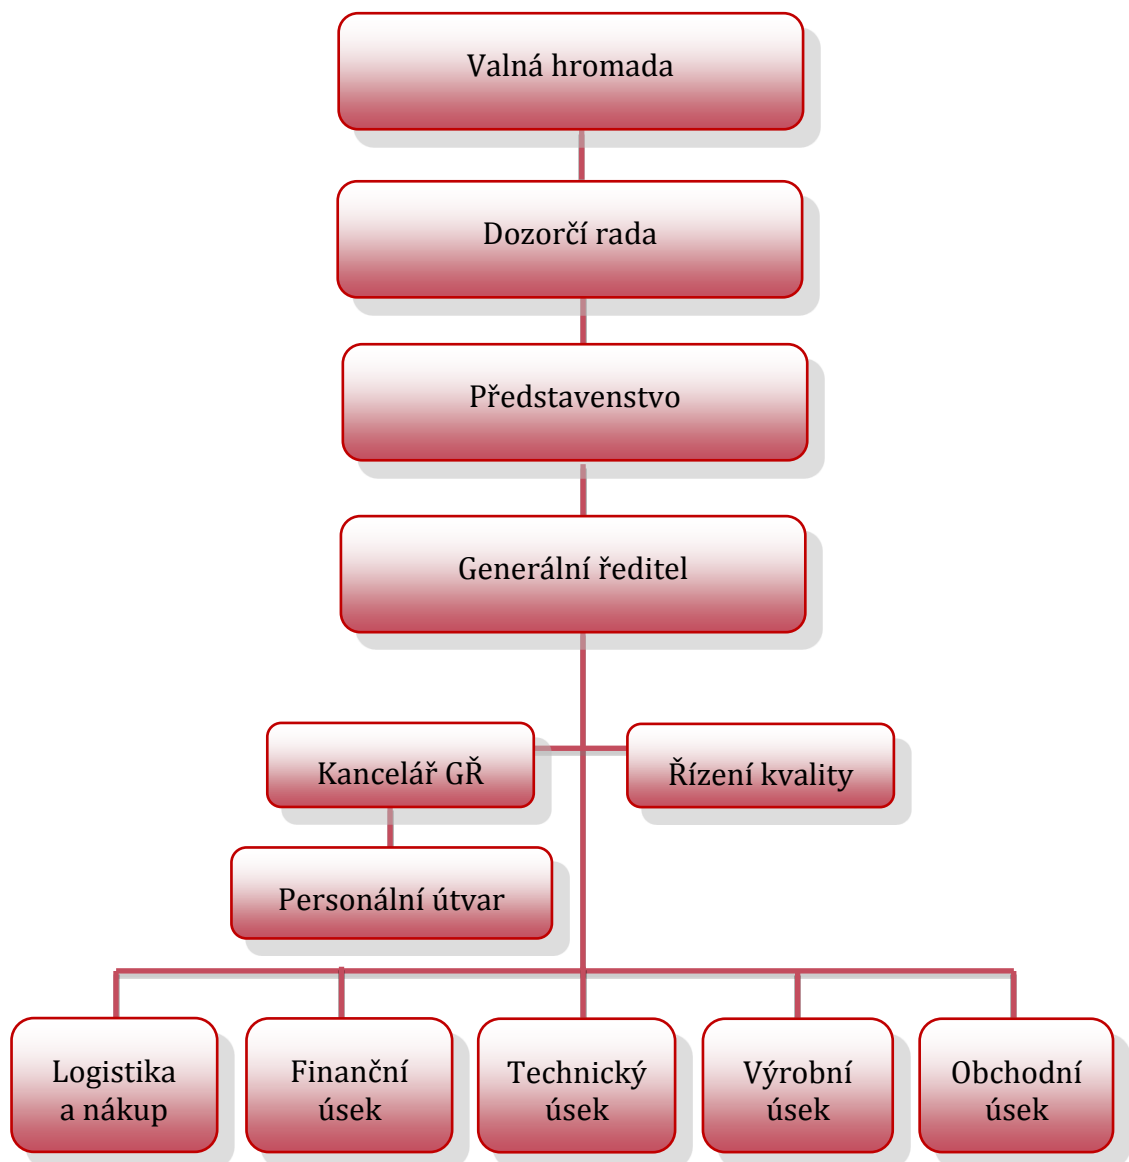 Valná hromada
Dozorčí rada
Představenstvo
Generální ředitel
Kancelář GŘ
Řízení kvality
Personální útvar
Logistika
a nákup
Finanční
úsek
Technický
úsek
Výrobní
úsek
Obchodní
úsek